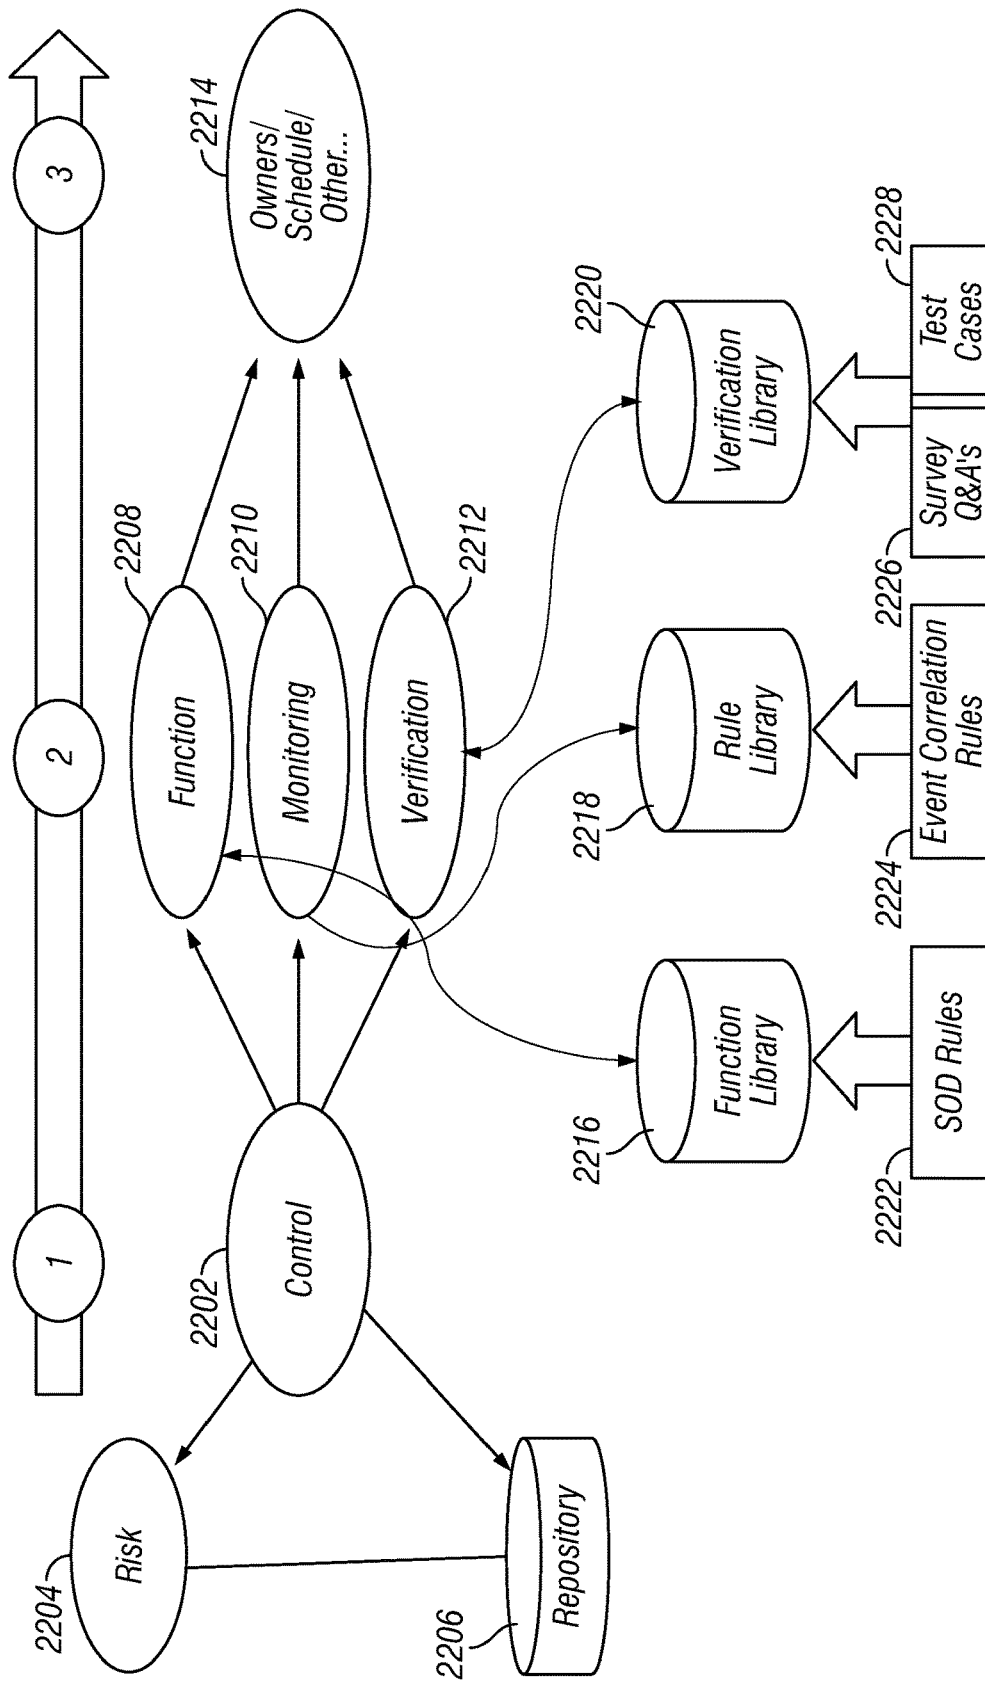 1
2
3
2204
Risk
2202
Control
2206
Repository
2208
Function
2210
Monitoring
2212
Verification
2214
Owners/
Schedule/
Other...
2216
Function
Library
2218
Rule
Library
2220
Verification
Library
2222
SOD Rules
2224
Event Correlation
Rules
2226
Survey
Q&A's
2228
Test
Cases